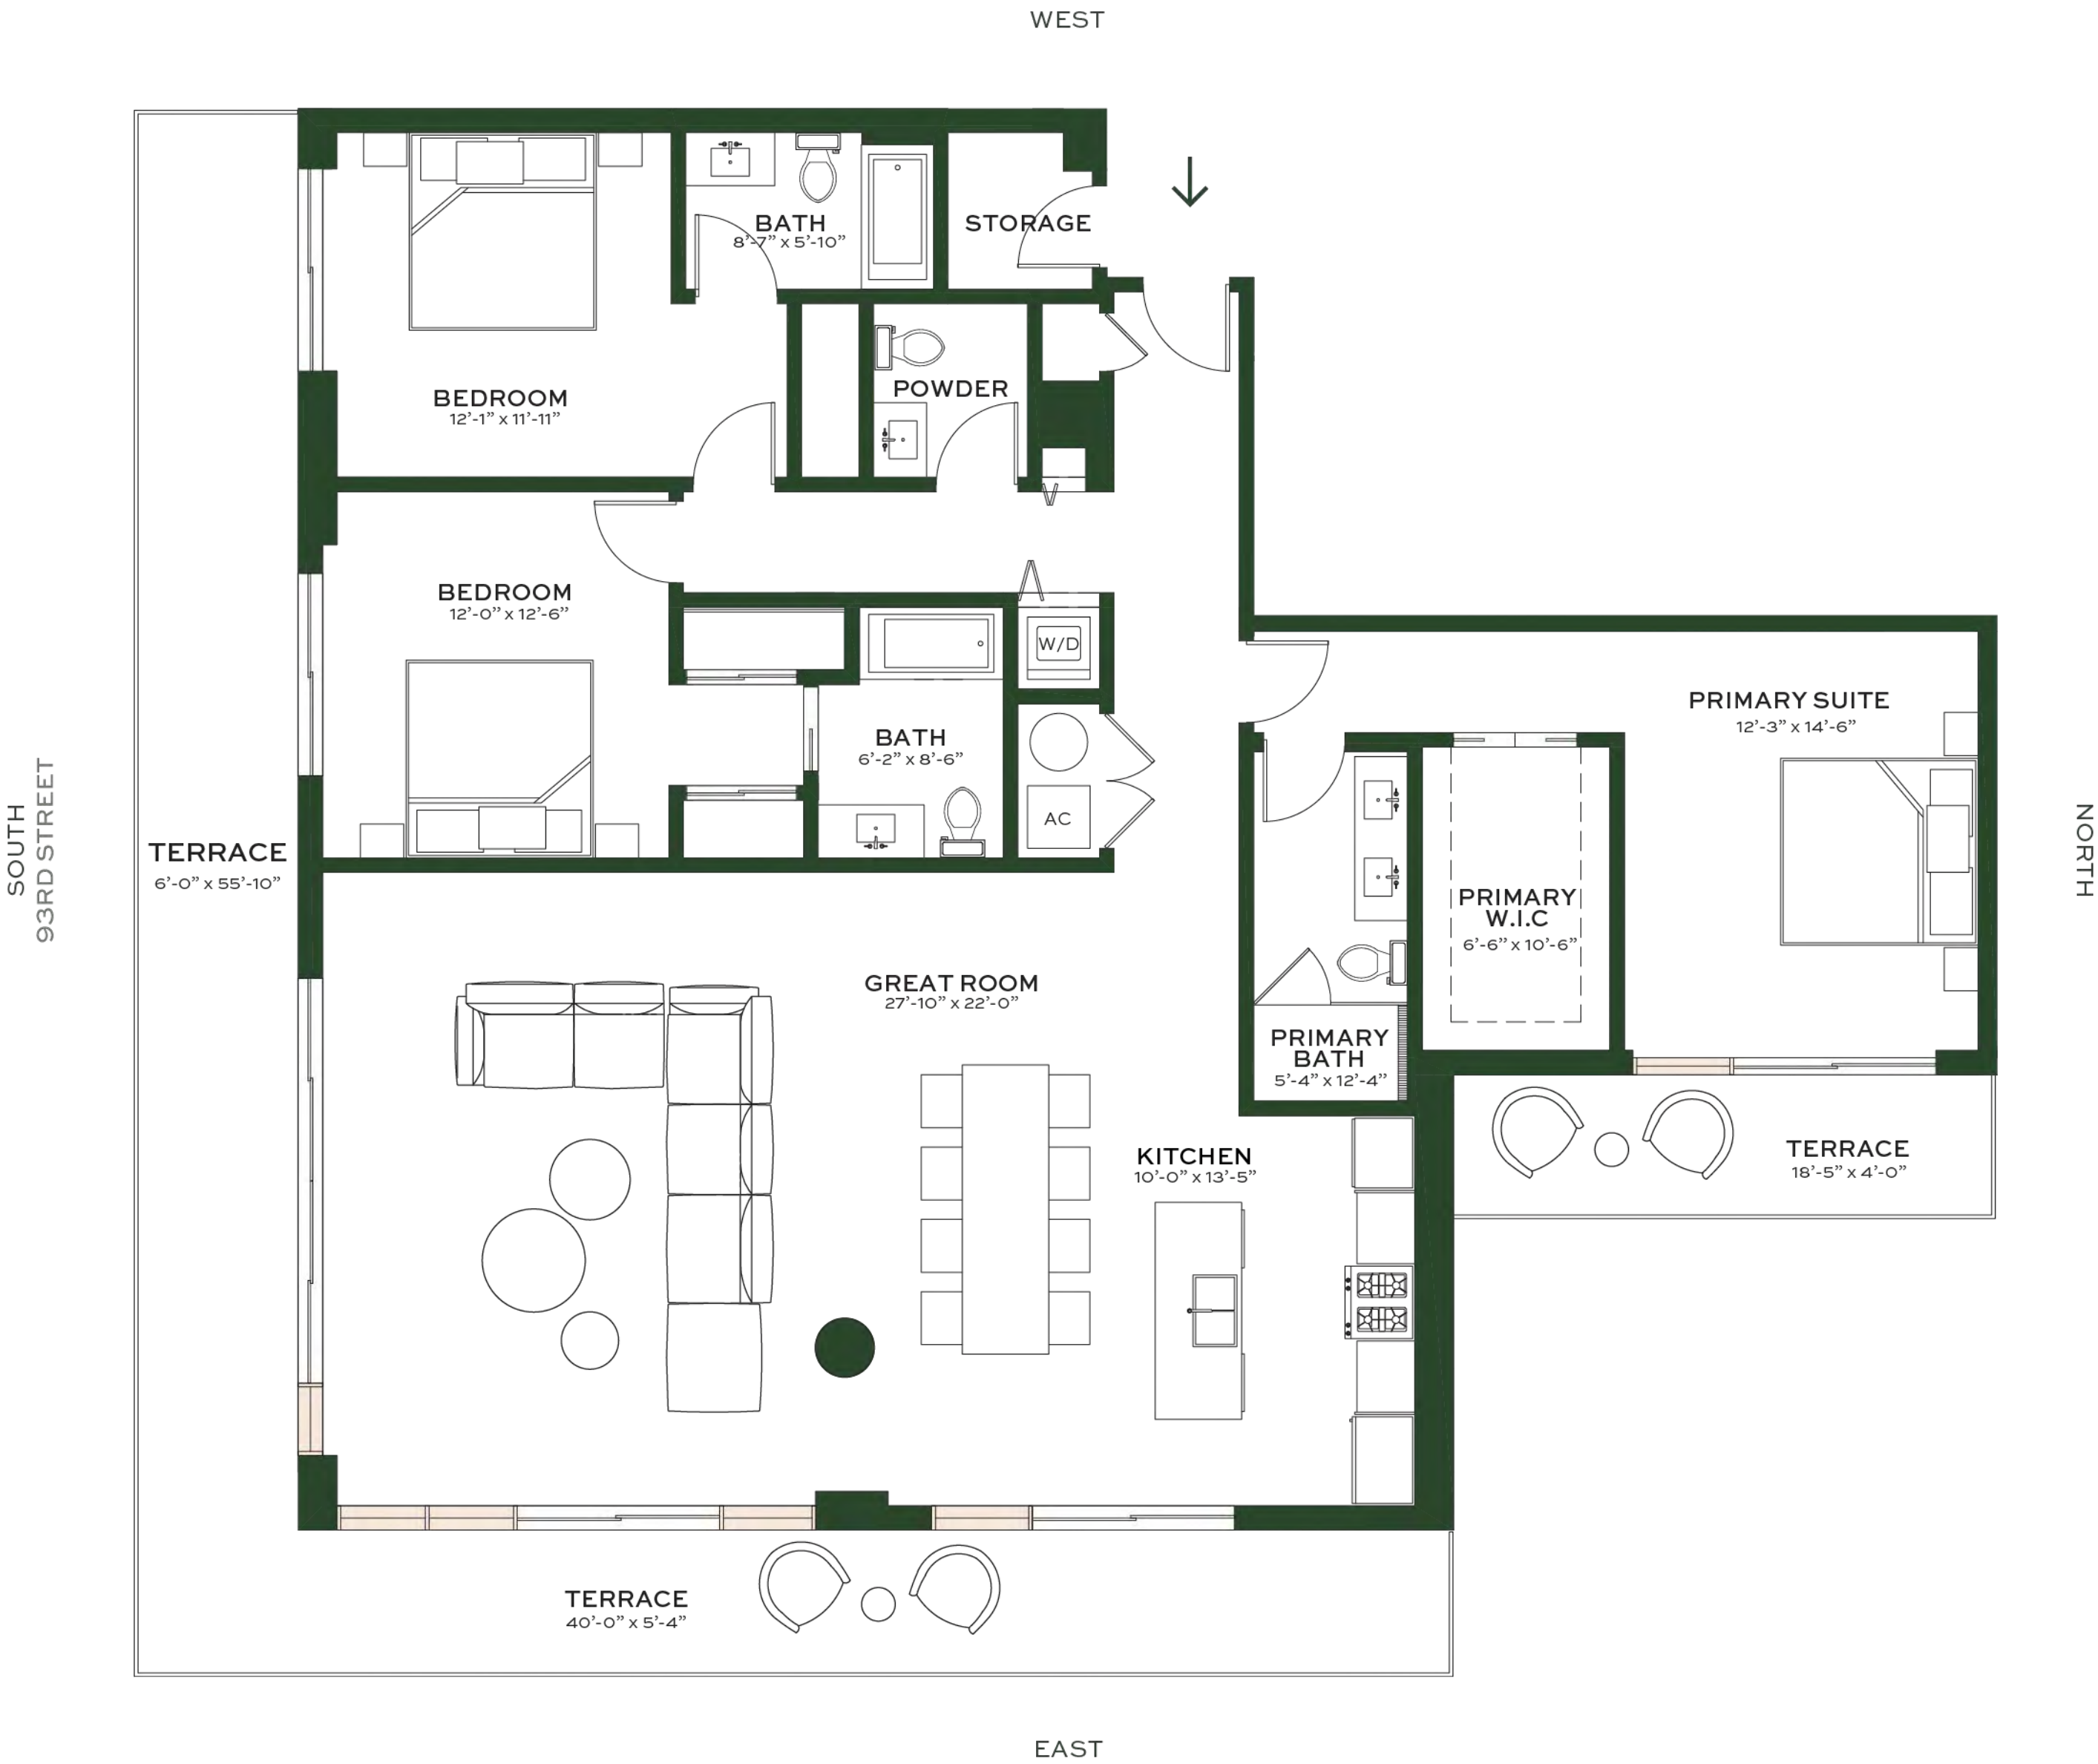 WEST
BATH
8'-7" x 5'-10"
STORAGE
BEDROOM
12'-1" x 11'-11"
POWDER
BEDROOM
12'-0" x 12'-6"
W/D
BATH
6'-2" x 8'-6"
AC
PRIMARY SUITE
12'-3" x 14'-6"
SOUTH
93RD STREET
NORTH
TERRACE
6'-0" x 55'-10"
PRIMARY
W.I.C
6'-6" x 10'-6"
GREAT ROOM
27'-10" x 22'-0"
PRIMARY
BATH
5'-4" x 12'-4"
KITCHEN
10'-0" x 13'-5"
TERRACE
18'-5" x 4'-0"
TERRACE
40'-0" x 5'-4"
EAST